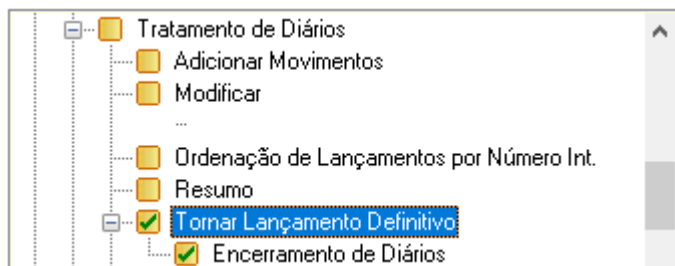 Tratamento de Diários
Adicionar Movimentos
Modificar
...
Ordenação de Lançamentos por Número Int.
Resumo
Tornar Lançamento Definitivo
Encerramento de Diários